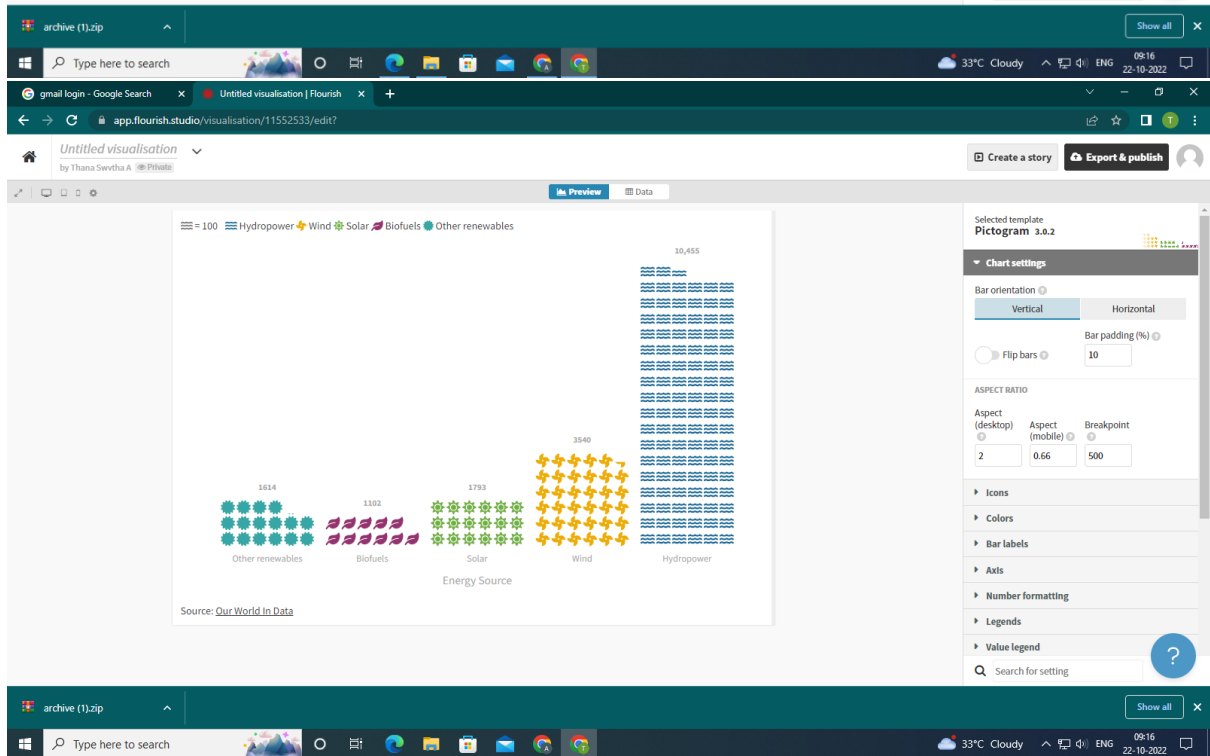 archive (1).zip
Show all
Type here to search
33°C Cloudy
ENG
09:16
22-10-2022
gmail login - Google Search
Untitled visualisation | Flourish
app.flourish.studio/visualisation/11552533/edit?
T
Untitled visualisation
by Thana Swvtha A Private
Create a story
Export & publish
Preview
Data
= 100 Hydropower Wind Solar Biofuels Other renewables
10,455
3540
1614
1102
1793
Other renewables
Biofuels
Solar
Wind
Hydropower
Energy Source
Source: Our World In Data
Selected template
Pictogram 3.0.2
Chart settings
Bar orientation ?
Vertical
Horizontal
Bar padding (%) ?
Flip bars ?
10
ASPECT RATIO
Aspect (desktop) ?
Aspect (mobile) ?
Breakpoint ?
2
0.66
500
Icons
Colors
Bar labels
Axis
Number formatting
Legends
Value legend
?
Search for setting
archive (1).zip
Show all
Type here to search
33°C Cloudy
ENG
09:16
22-10-2022